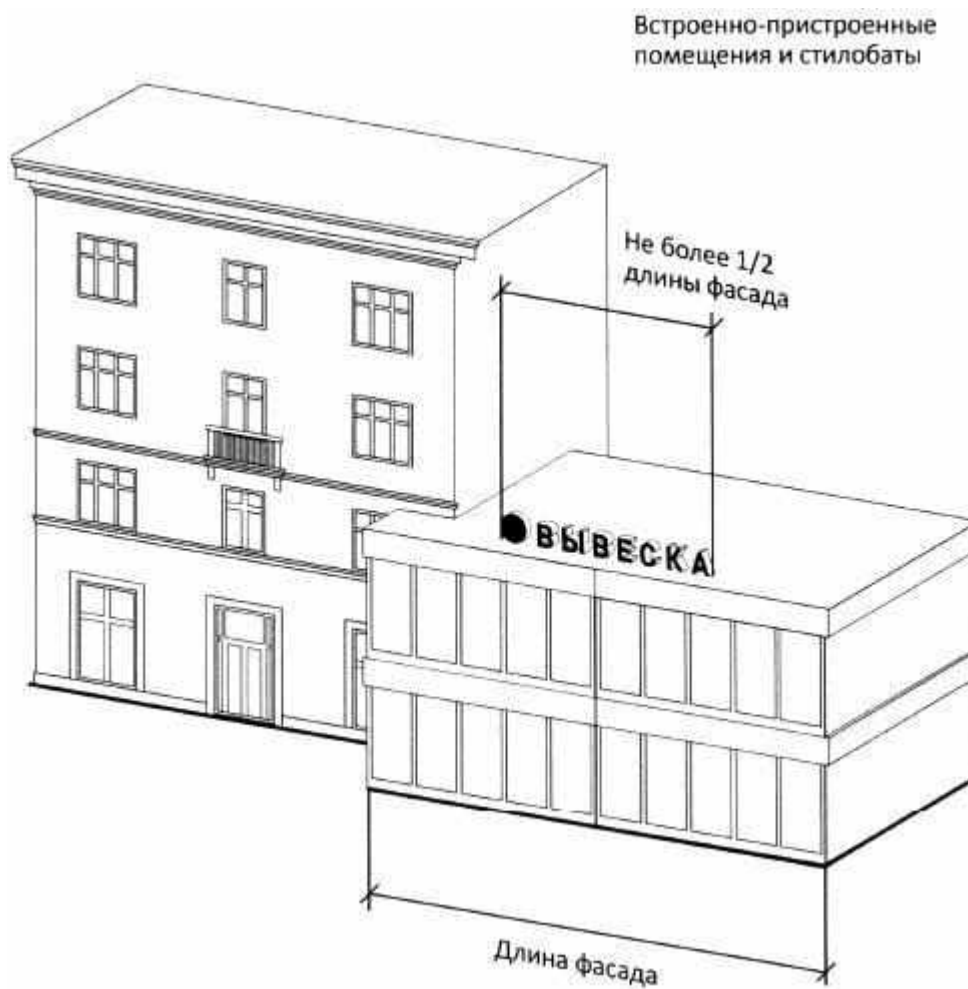 Встроенно-пристроенные
помещения и стилобаты
Не более 1/2
длины фасада
ВЫВЕСКА
Длина фасада